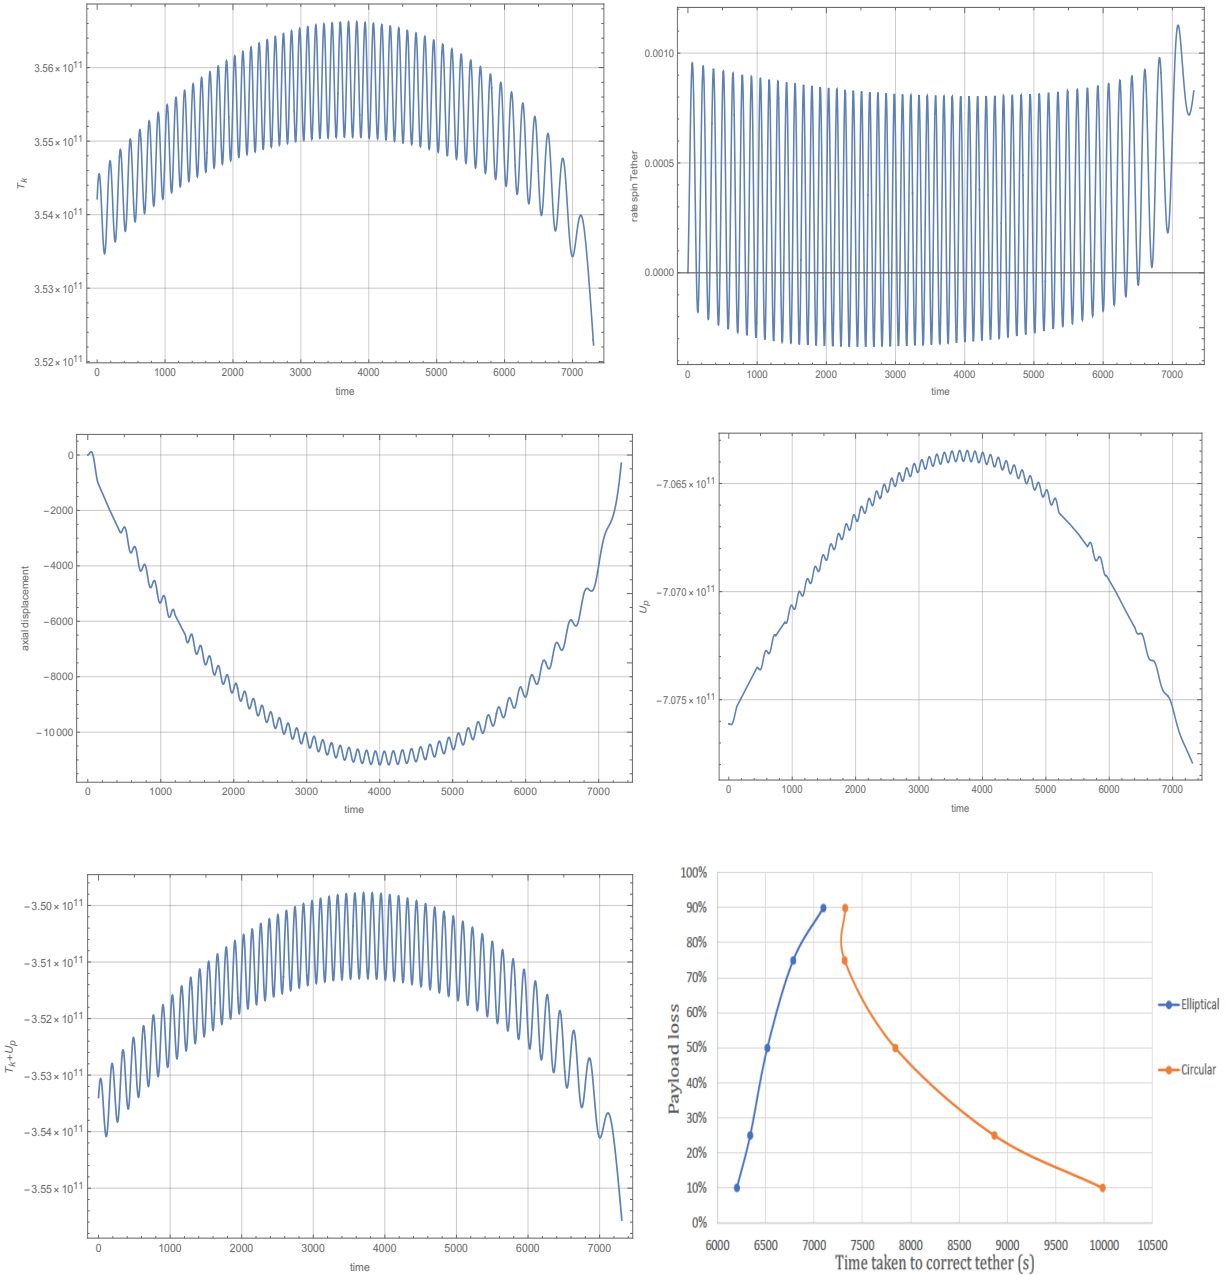 3.56×10¹¹
3.55×10¹¹
3.54×10¹¹
3.53×10¹¹
3.52×10¹¹
T_k
0 1000 2000 3000 4000 5000 6000 7000
time
0.0010
0.0005
0.0000
rate spin Tether
0 1000 2000 3000 4000 5000 6000 7000
time
0
-2000
-4000
-6000
-8000
-10000
axial displacement
0 1000 2000 3000 4000 5000 6000 7000
time
-7.065×10¹¹
-7.070×10¹¹
-7.075×10¹¹
U_p
0 1000 2000 3000 4000 5000 6000 7000
time
-3.50×10¹¹
-3.51×10¹¹
-3.52×10¹¹
-3.53×10¹¹
-3.54×10¹¹
-3.55×10¹¹
T_k+U_p
0 1000 2000 3000 4000 5000 6000 7000
time
100%
90%
80%
70%
60%
50%
40%
30%
20%
10%
0%
Payload loss
6000 6500 7000 7500 8000 8500 9000 9500 10000 10500
Time taken to correct tether (s)
Elliptical
Circular